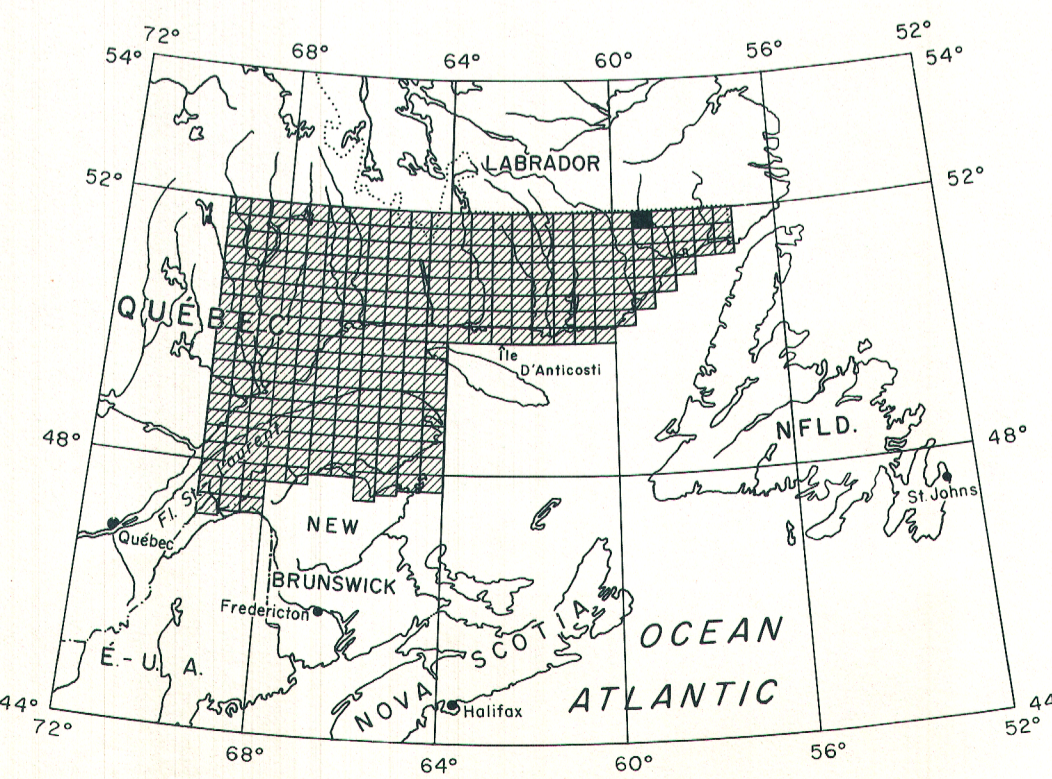 72°
68°
64°
60°
56°
52°
54°
54°
LABRADOR
52°
52°
QUÉBEC
Île
D'Anticosti
NFLD.
48°
48°
Fl. St. Laurent
St. Johns
Québec
NEW
BRUNSWICK
Fredericton
OCEAN
SCOTIA
É.-U.A.
ATLANTIC
NOVA
Halifax
44°
44
72°
68°
64°
60°
56°
52°